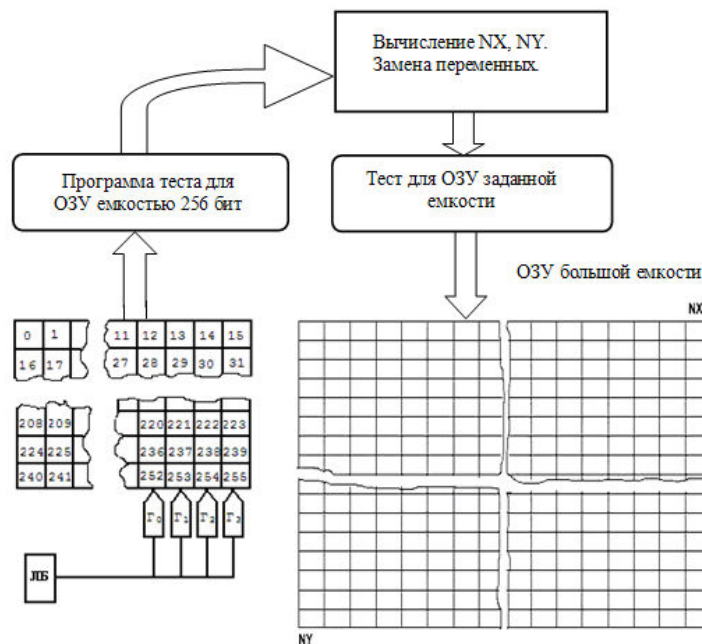 Вычисление NX, NY.
Замена переменных.
Программа теста для
ОЗУ емкостью 256 бит
Тест для ОЗУ заданной
емкости
ОЗУ большой емкости
NX
0 1 11 12 13 14 15
16 17 27 28 29 30 31
208 209 220 221 222 223
224 225 236 237 238 239
240 241 252 253 254 255
Г0 Г1 Г2 Г3
ЛБ
NY